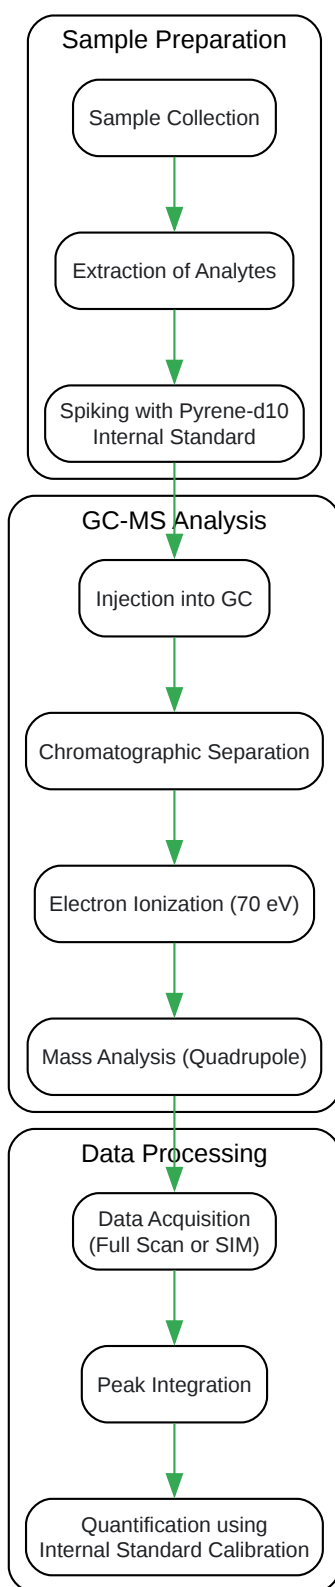 Sample Preparation
Sample Collection
Extraction of Analytes
Spiking with Pyrene-d10
Internal Standard
GC-MS Analysis
Injection into GC
Chromatographic Separation
Electron Ionization (70 eV)
Mass Analysis (Quadrupole)
Data Processing
Data Acquisition
(Full Scan or SIM)
Peak Integration
Quantification using
Internal Standard Calibration